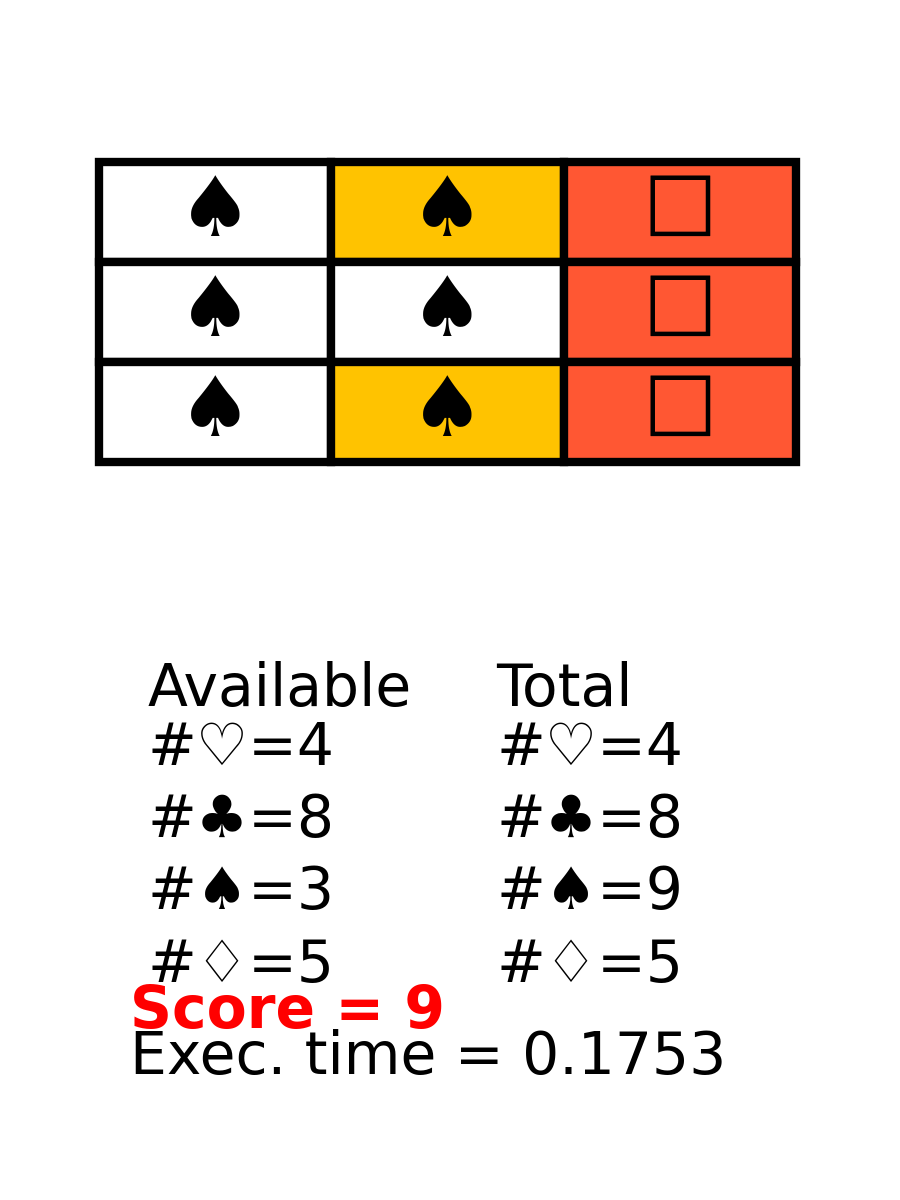 ♠ ♠ □
♠ ♠ □
♠ ♠ □
Available Total
#♡=4 #♡=4
#♣=8 #♣=8
#♠=3 #♠=9
#♢=5 #♢=5
Score = 9
Exec. time = 0.1753